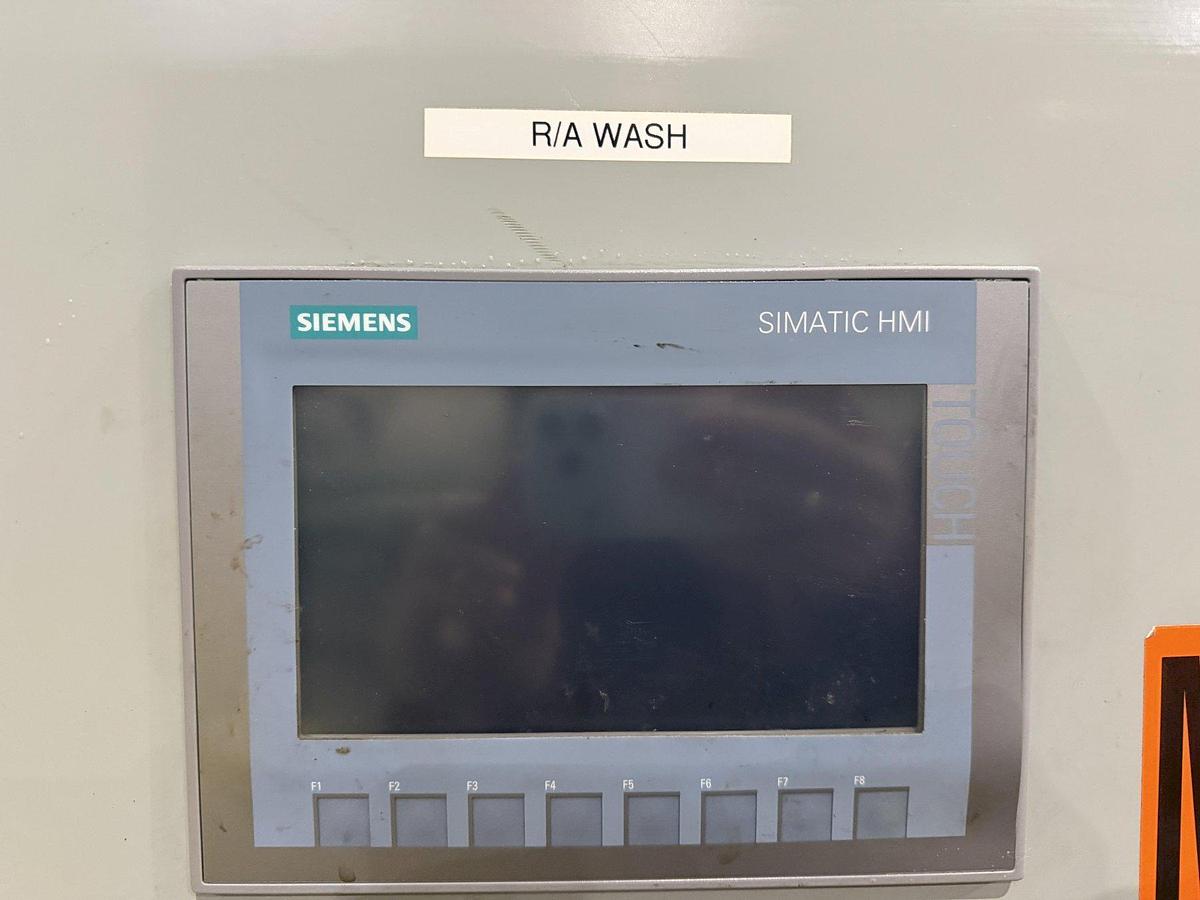 R/A WASH
SIEMENS
SIMATIC HMI
TOUCH
F1 F2 F3 F4 F5 F6 F7 F8